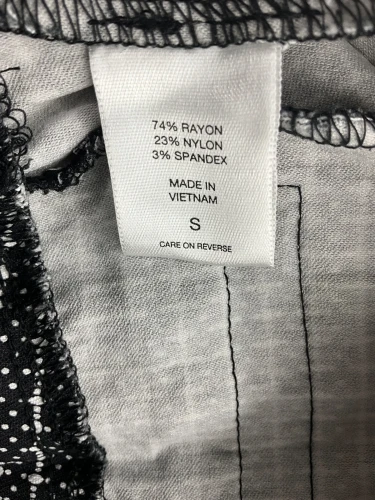 74% RAYON
23% NYLON
3% SPANDEX
MADE IN
VIETNAM
S
CARE ON REVERSE